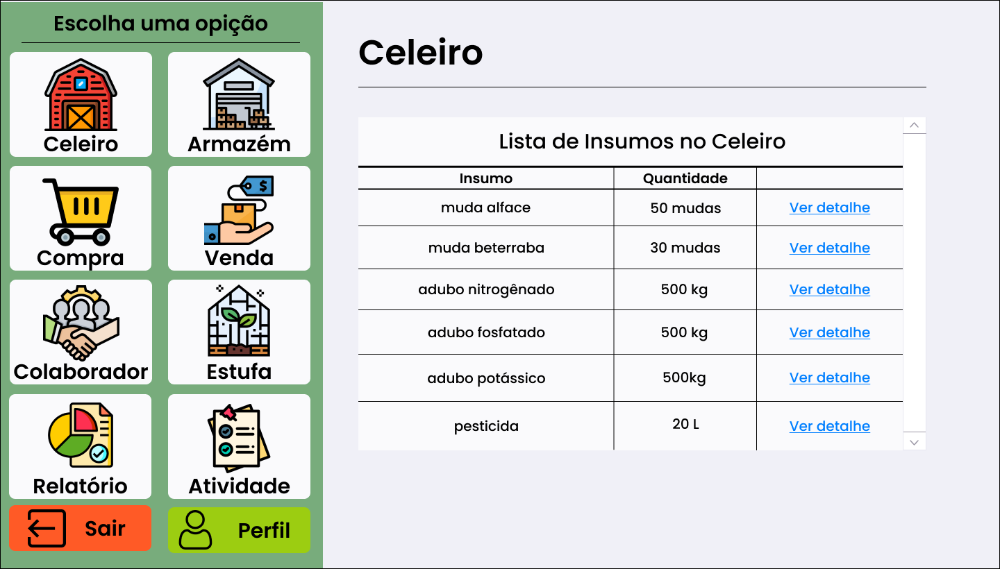 Escolha uma opição
Celeiro
Armazém
Compra
$
Venda
Colaborador
Estufa
Relatório
Atividade
Sair
Perfil
Celeiro
Lista de Insumos no Celeiro
Insumo Quantidade
muda alface 50 mudas Ver detalhe
muda beterraba 30 mudas Ver detalhe
adubo nitrogênado 500 kg Ver detalhe
adubo fosfatado 500 kg Ver detalhe
adubo potássico 500kg Ver detalhe
pesticida 20 L Ver detalhe